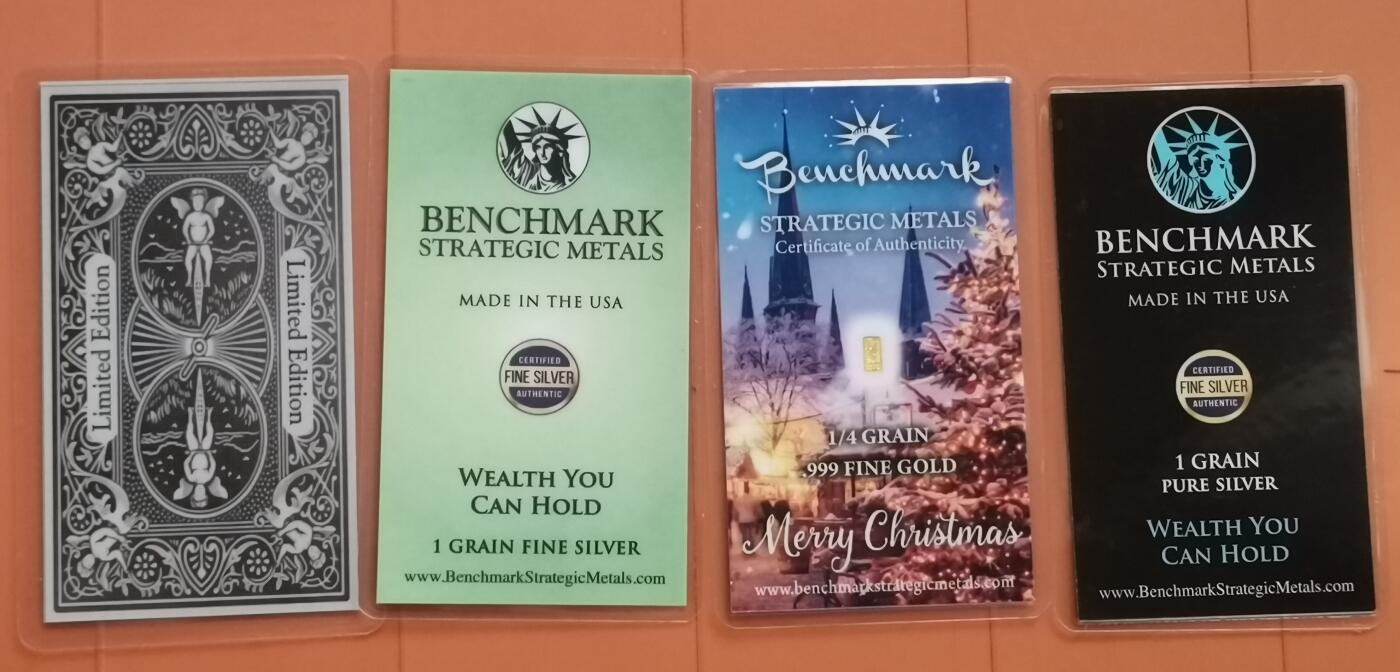 Limited Edition
Limited Edition
BENCHMARK
STRATEGIC METALS
MADE IN THE USA
CERTIFIED
FINE SILVER
AUTHENTIC
WEALTH YOU
CAN HOLD
1 GRAIN FINE SILVER
www.BenchmarkStrategicMetals.com
Benchmark
STRATEGIC METALS
Certificate of Authenticity
1/4 GRAIN
.999 FINE GOLD
Merry Christmas
www.benchmarkstrategicmetals.com
BENCHMARK
STRATEGIC METALS
MADE IN THE USA
CERTIFIED
FINE SILVER
AUTHENTIC
1 GRAIN
PURE SILVER
WEALTH YOU
CAN HOLD
www.BenchmarkStrategicMetals.com